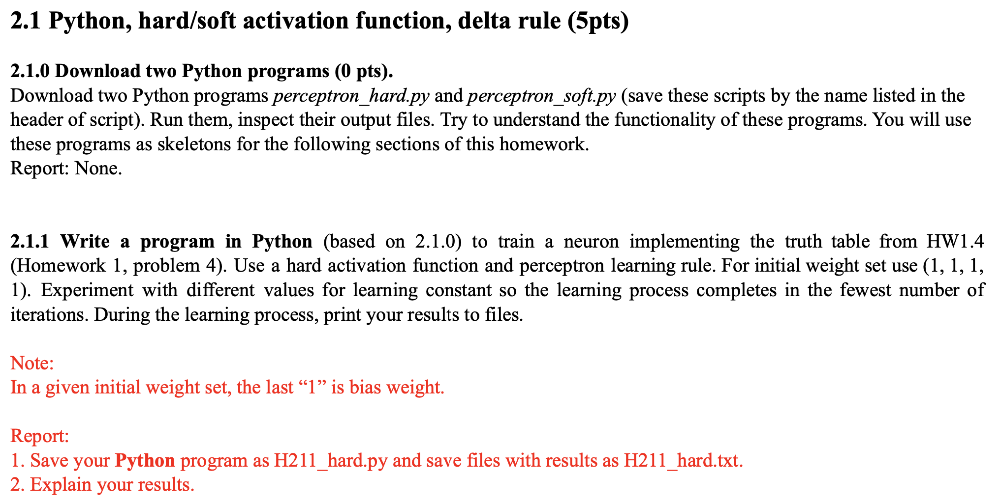 2.1 Python, hard/soft activation function, delta rule (5pts)
2.1.0 Download two Python programs (0 pts).
Download two Python programs perceptron_hard.py and perceptron_soft.py (save these scripts by the name listed in the
header of script). Run them, inspect their output files. Try to understand the functionality of these programs. You will use
these programs as skeletons for the following sections of this homework.
Report: None.
2.1.1 Write a program in Python (based on 2.1.0) to train a neuron implementing the truth table from HW1.4
(Homework 1, problem 4). Use a hard activation function and perceptron learning rule. For initial weight set use (1, 1, 1,
1). Experiment with different values for learning constant so the learning process completes in the fewest number of
iterations. During the learning process, print your results to files.
Note:
In a given initial weight set, the last “1” is bias weight.
Report:
1. Save your Python program as H211_hard.py and save files with results as H211_hard.txt.
2. Explain your results.